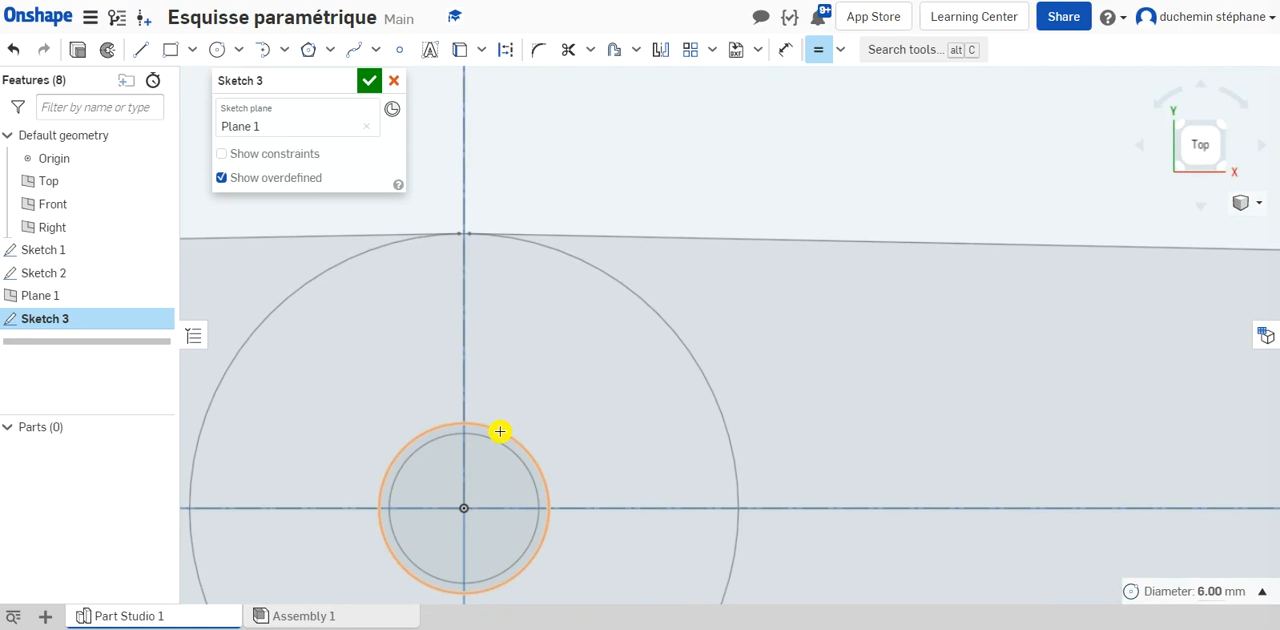 Onshape Esquisse paramétrique Main 9+ App Store Learning Center Share duchemin stéphane
Search tools... alt C
Features (8)
Filter by name or type
Default geometry
Origin
Top
Front
Right
Sketch 1
Sketch 2
Plane 1
Sketch 3
Parts (0)
Sketch 3
Sketch plane
Plane 1
Show constraints
Show overdefined
Y
Top
X
Diameter: 6.00 mm
Part Studio 1
Assembly 1